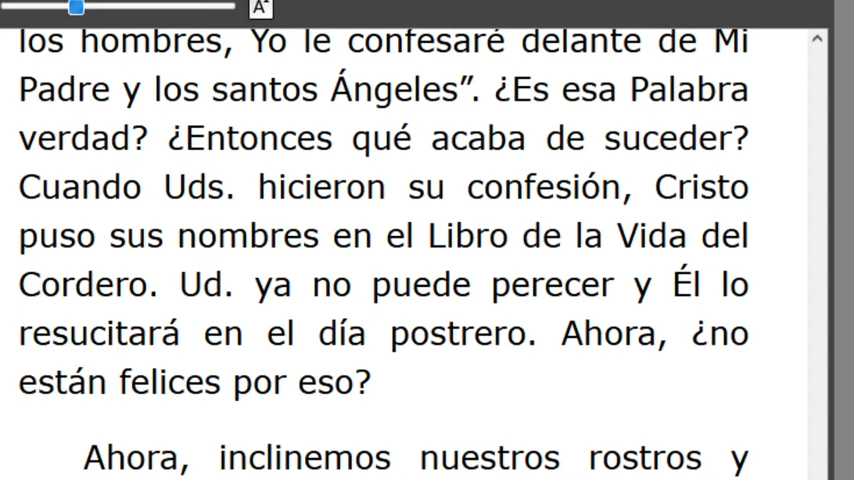 A
los hombres, Yo le confesaré delante de Mi
Padre y los santos Ángeles”. ¿Es esa Palabra
verdad? ¿Entonces qué acaba de suceder?
Cuando Uds. hicieron su confesión, Cristo
puso sus nombres en el Libro de la Vida del
Cordero. Ud. ya no puede perecer y Él lo
resucitará en el día postrero. Ahora, ¿no
están felices por eso?
Ahora, inclinemos nuestros rostros y